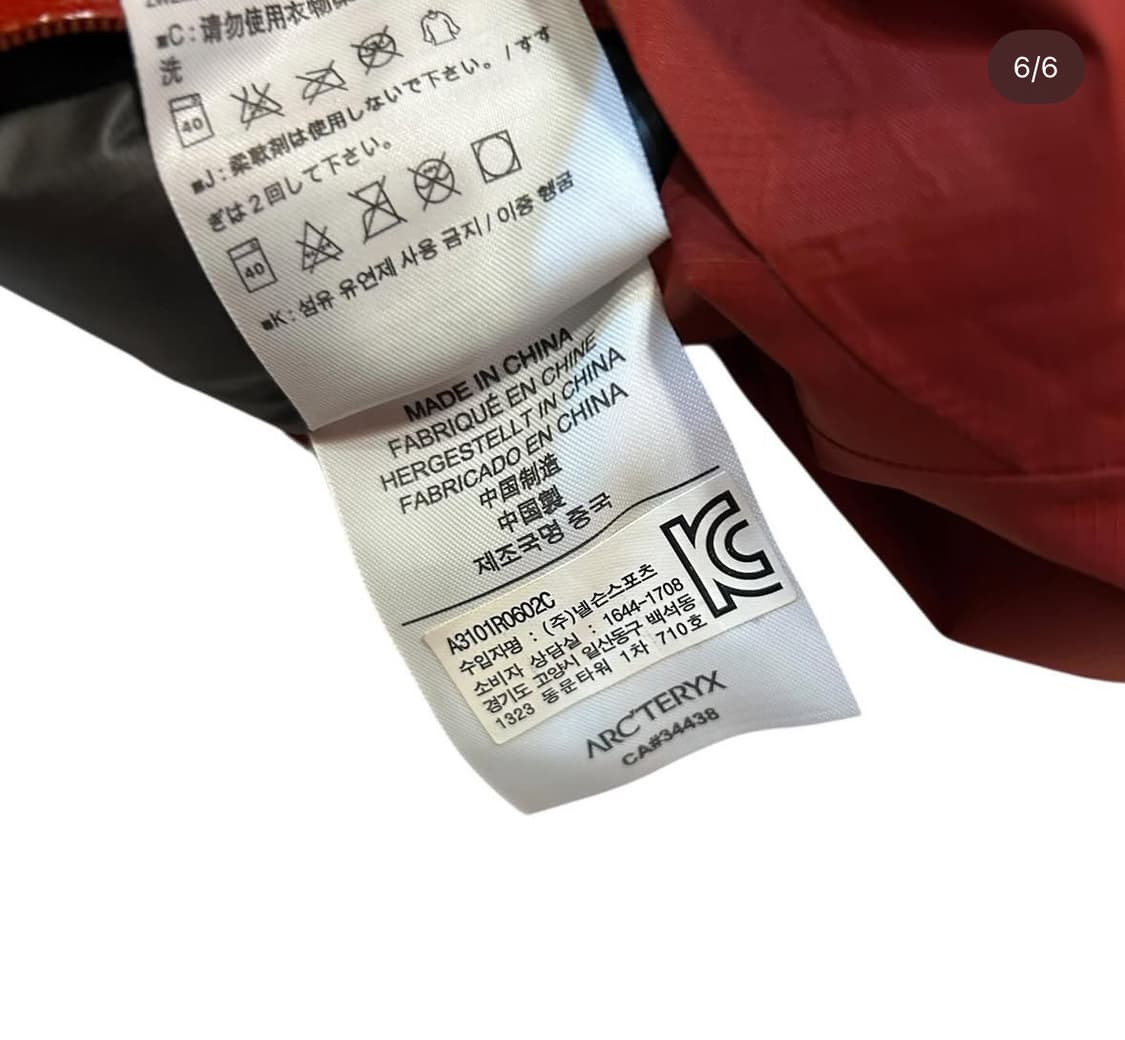 6/6
■C:请勿使用衣物柔
洗
40
■J:柔軟剤は使用しないで下さい。/すす
ぎは2回して下さい。
40
■K:섬유 유연제 사용 금지/이중 헹굼
MADE IN CHINA
FABRIQUÉ EN CHINE
HERGESTELLT IN CHINA
FABRICADO EN CHINA
中国制造
中国製
제조국명 중국
A3101R0602C
수입자명 : (주)넬슨스포츠
소비자 상담실 : 1644-1708
경기도 고양시 일산동구 백석동
1323 동문타워 1차 710호
ARC'TERYX
CA#34438